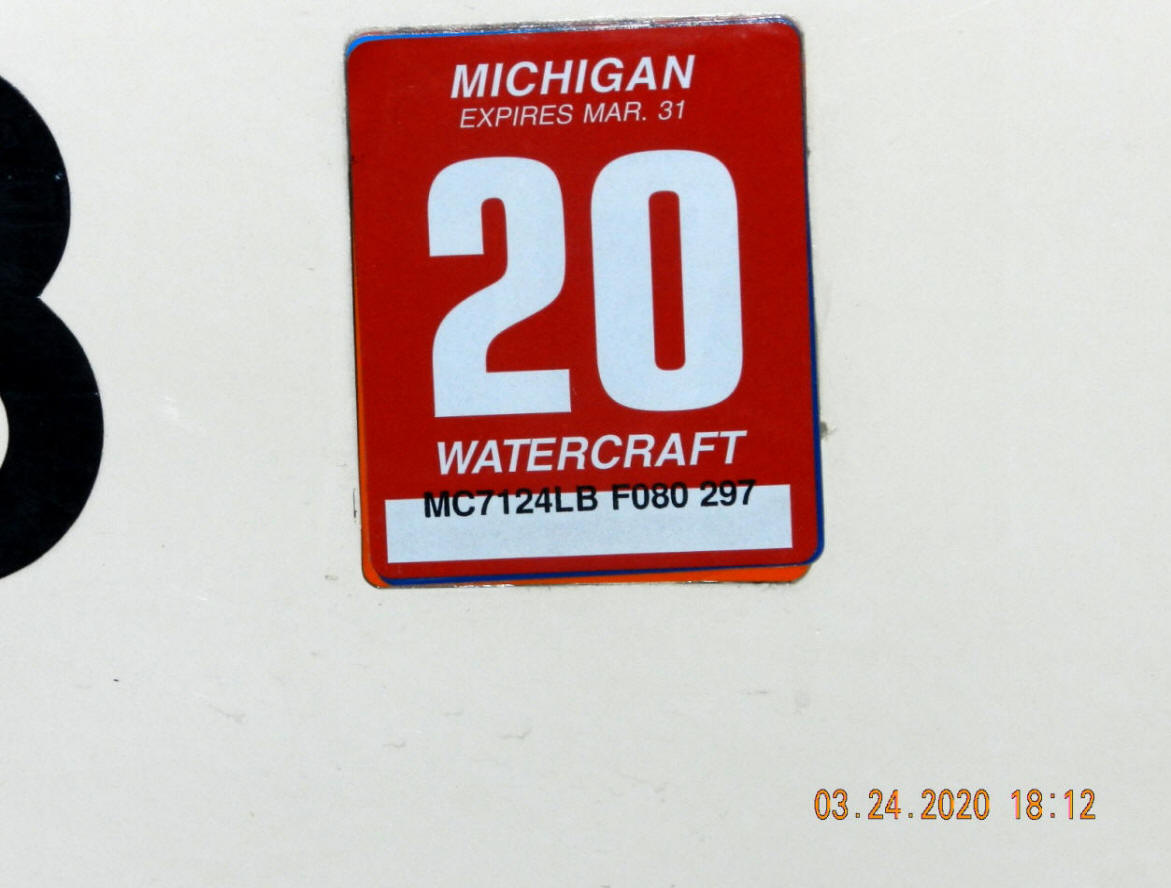 MICHIGAN
EXPIRES MAR. 31
20
WATERCRAFT
MC7124LB F080 297
03.24.2020 18:12